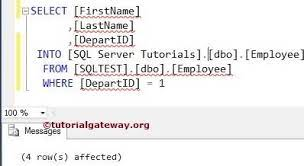 SELECT [FirstName]
,[LastName]
,[DepartID]
INTO [SQL Server Tutorials].[dbo].[Employee]
FROM [SQLTEST].[dbo].[Employee]
WHERE [DepartID] = 1
100 %
©tutorialgateway.org
Messages
(4 row(s) affected)